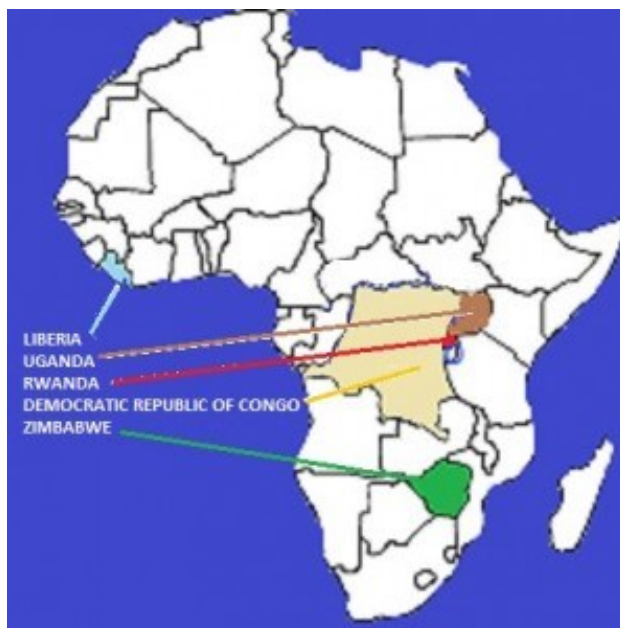 LIBERIA
UGANDA
RWANDA
DEMOCRATIC REPUBLIC OF CONGO
ZIMBABWE